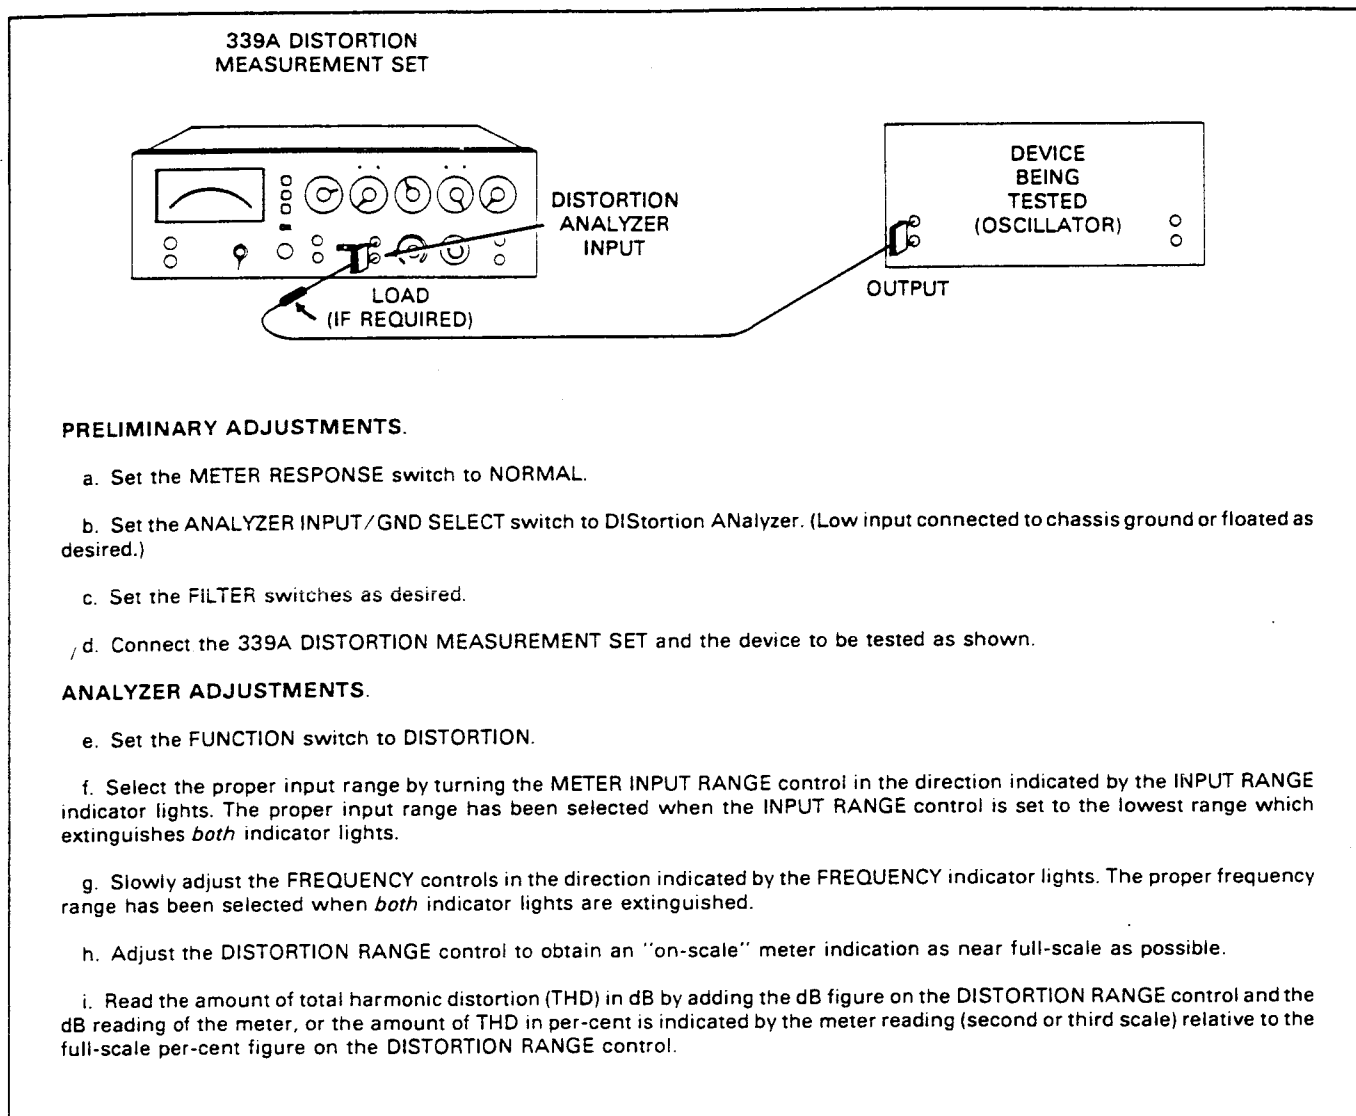 339A DISTORTION
MEASUREMENT SET
DISTORTION
ANALYZER
INPUT
LOAD
(IF REQUIRED)
DEVICE
BEING
TESTED
(OSCILLATOR)
OUTPUT
PRELIMINARY ADJUSTMENTS.
a. Set the METER RESPONSE switch to NORMAL.
b. Set the ANALYZER INPUT/GND SELECT switch to DIStortion ANalyzer. (Low input connected to chassis ground or floated as
desired.)
c. Set the FILTER switches as desired.
d. Connect the 339A DISTORTION MEASUREMENT SET and the device to be tested as shown.
ANALYZER ADJUSTMENTS.
e. Set the FUNCTION switch to DISTORTION.
f. Select the proper input range by turning the METER INPUT RANGE control in the direction indicated by the INPUT RANGE
indicator lights. The proper input range has been selected when the INPUT RANGE control is set to the lowest range which
extinguishes both indicator lights.
g. Slowly adjust the FREQUENCY controls in the direction indicated by the FREQUENCY indicator lights. The proper frequency
range has been selected when both indicator lights are extinguished.
h. Adjust the DISTORTION RANGE control to obtain an "on-scale" meter indication as near full-scale as possible.
i. Read the amount of total harmonic distortion (THD) in dB by adding the dB figure on the DISTORTION RANGE control and the
dB reading of the meter, or the amount of THD in per-cent is indicated by the meter reading (second or third scale) relative to the
full-scale per-cent figure on the DISTORTION RANGE control.